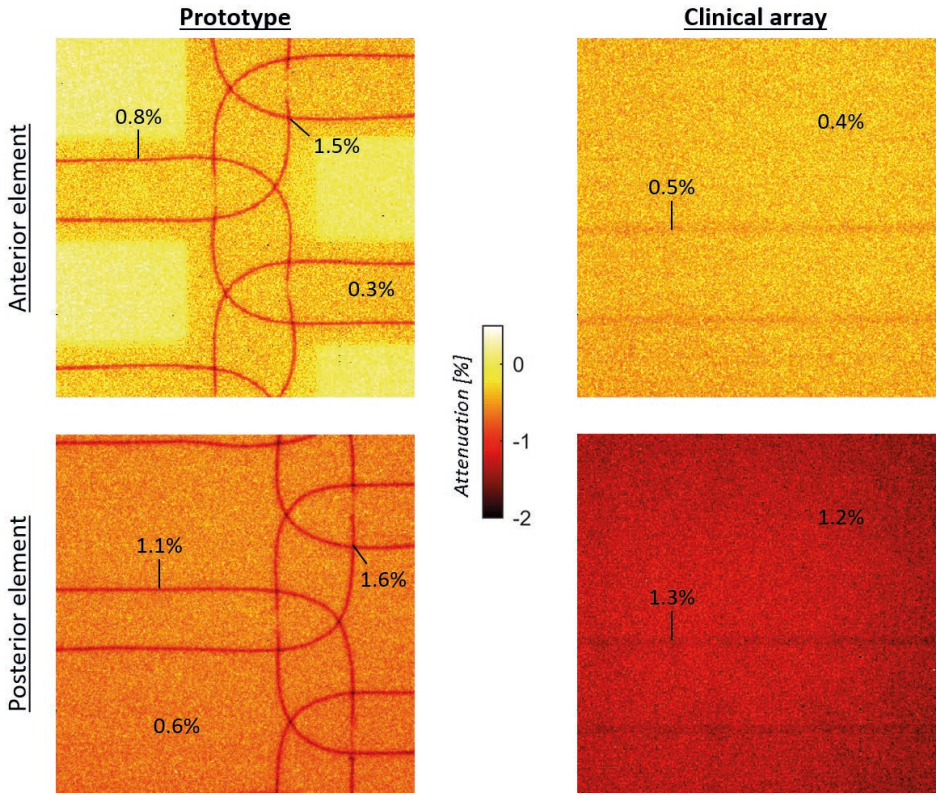 Prototype
Clinical array
Anterior element
0.8%
1.5%
0.3%
0.4%
0.5%
Attenuation [%]
0
-1
-2
Posterior element
1.1%
1.6%
0.6%
1.2%
1.3%